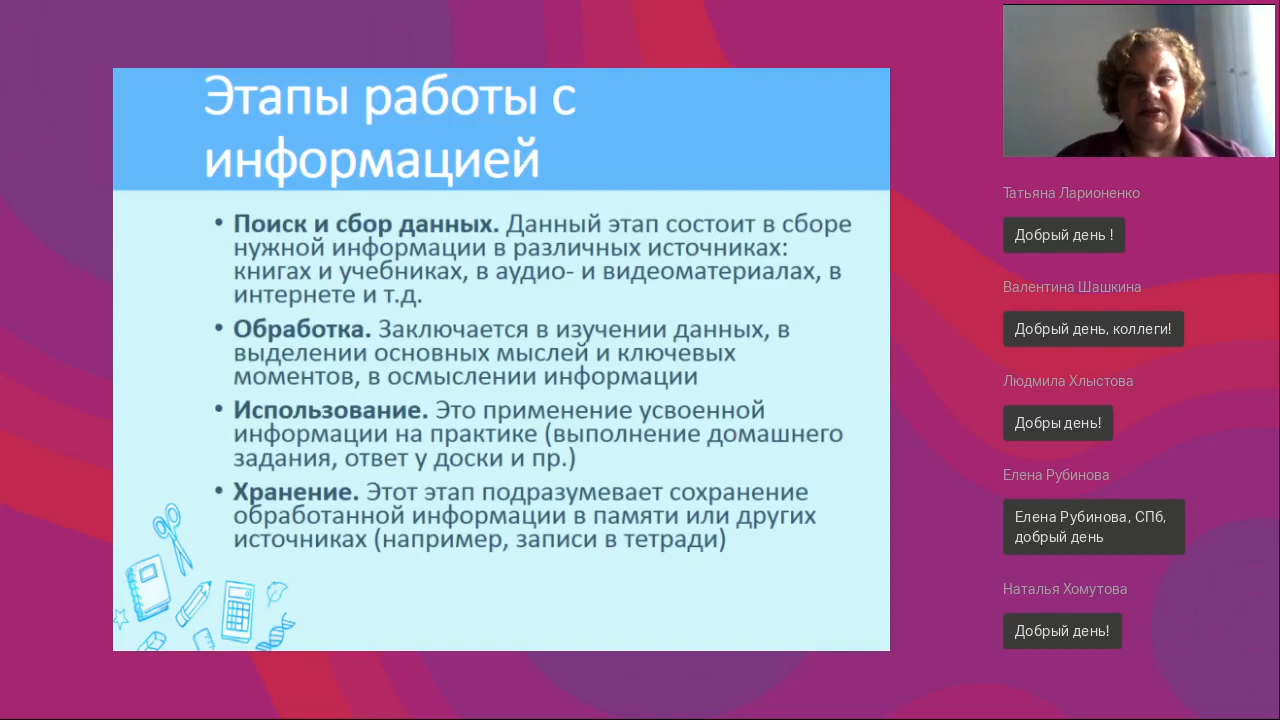 Этапы работы с
информацией
• Поиск и сбор данных. Данный этап состоит в сборе
нужной информации в различных источниках:
книгах и учебниках, в аудио- и видеоматериалах, в
интернете и т.д.
• Обработка. Заключается в изучении данных, в
выделении основных мыслей и ключевых
моментов, в осмыслении информации
• Использование. Это применение усвоенной
информации на практике (выполнение домашнего
задания, ответ у доски и пр.)
• Хранение. Этот этап подразумевает сохранение
обработанной информации в памяти или других
источниках (например, записи в тетради)
Татьяна Ларионенко
Добрый день !
Валентина Шашкина
Добрый день, коллеги!
Людмила Хлыстова
Добры день!
Елена Рубинова
Елена Рубинова, СПб,
добрый день
Наталья Хомутова
Добрый день!